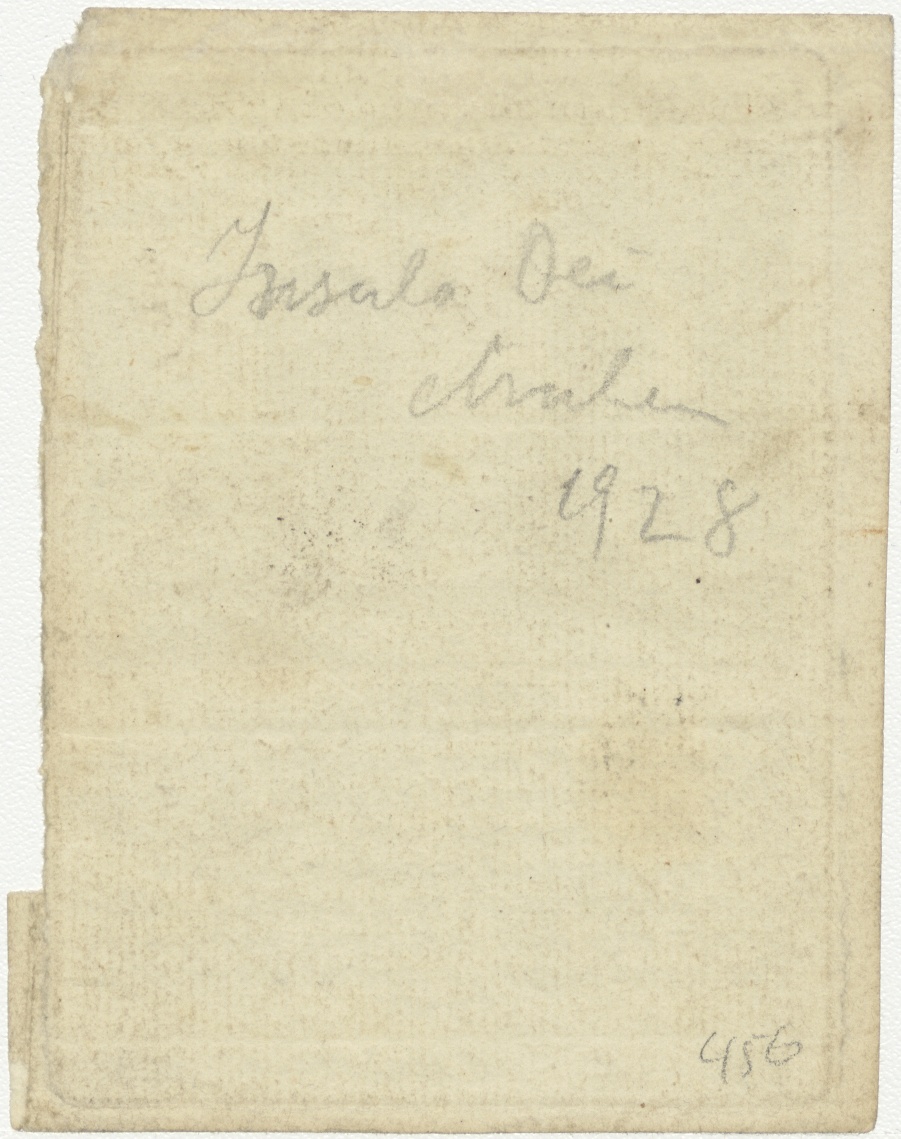 Insula Dei
Arnhem
1928
456